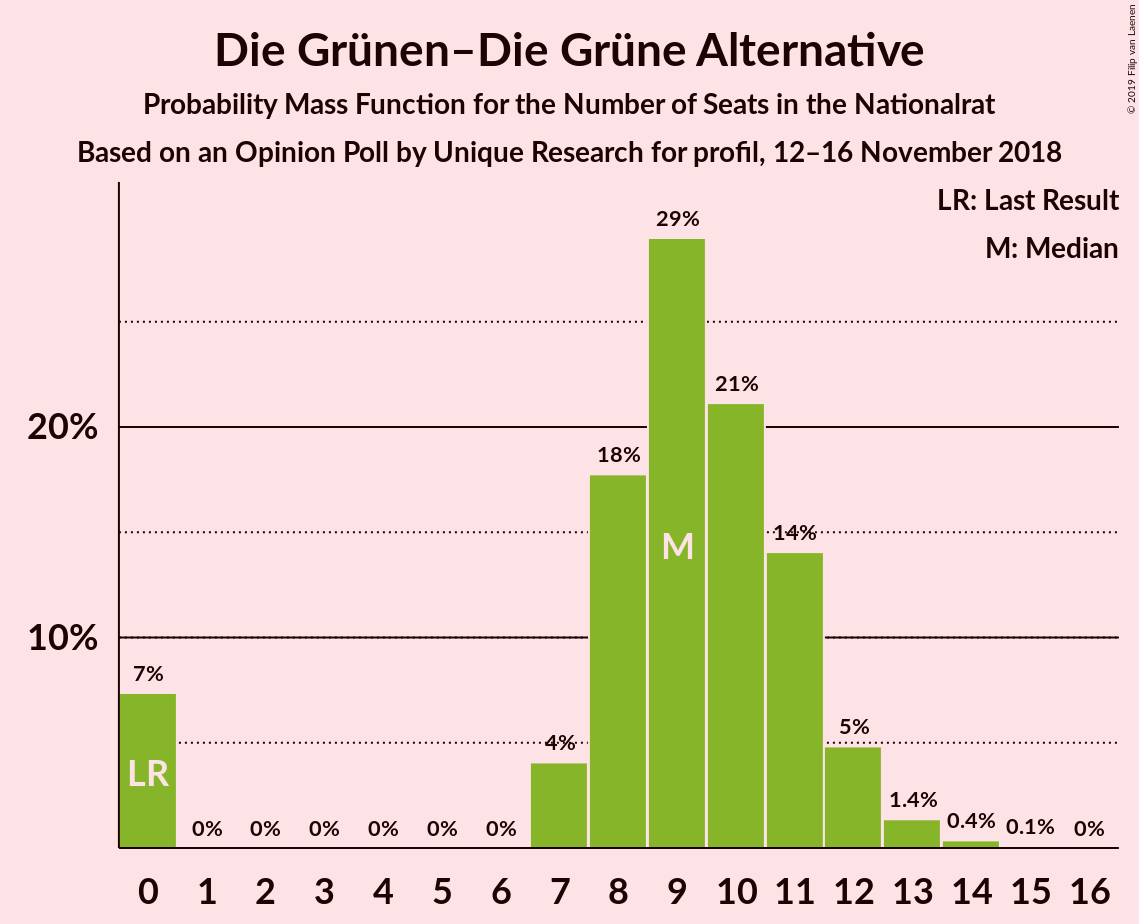 Die Grünen–Die Grüne Alternative
Probability Mass Function for the Number of Seats in the Nationalrat
Based on an Opinion Poll by Unique Research for profil, 12–16 November 2018
© 2019 Filip van Laenen
LR: Last Result
M: Median
29%
21%
20%
18%
M
14%
10%
7%
LR
4%
5%
0% 0% 0% 0% 0% 0% 1.4% 0.4% 0.1% 0%
0 1 2 3 4 5 6 7 8 9 10 11 12 13 14 15 16